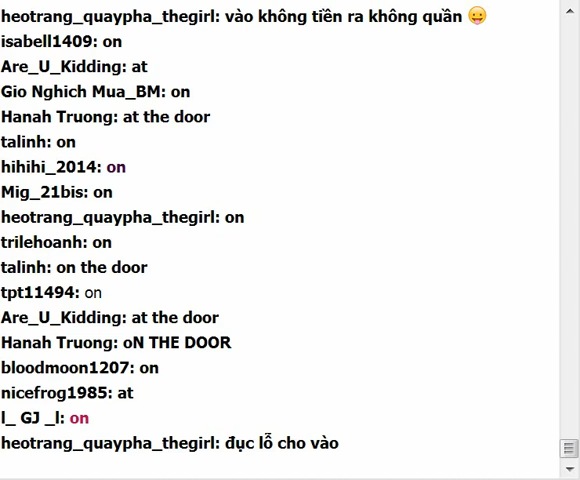 heotrang_quaypha_thegirl: vào không tiền ra không quần
isabell1409: on
Are_U_Kidding: at
Gio Nghich Mua_BM: on
Hanah Truong: at the door
talinh: on
hihihi_2014: on
Mig_21bis: on
heotrang_quaypha_thegirl: on
trilehoanh: on
talinh: on the door
tpt11494: on
Are_U_Kidding: at the door
Hanah Truong: oN THE DOOR
bloodmoon1207: on
nicefrog1985: at
l_ GJ _l: on
heotrang_quaypha_thegirl: đục lỗ cho vào